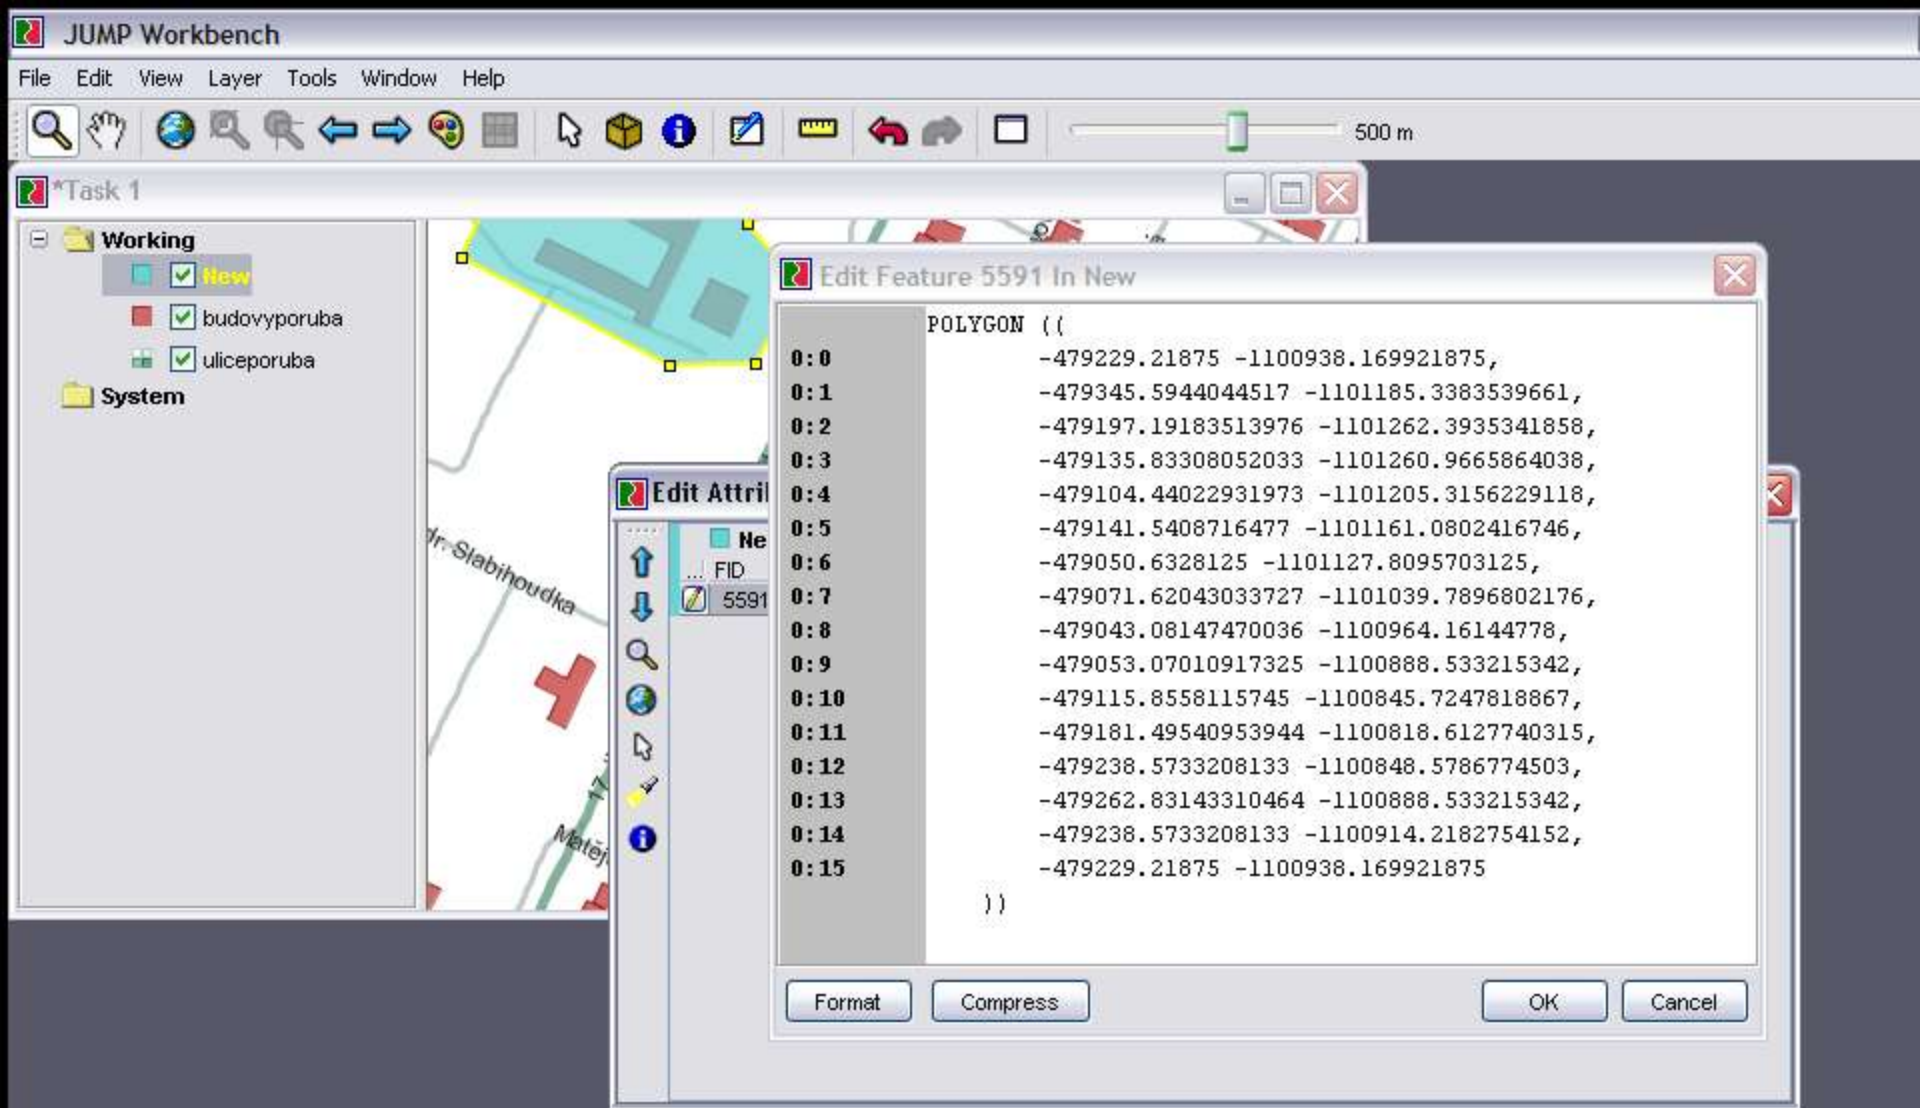 JUMP Workbench
File Edit View Layer Tools Window Help
500 m
*Task 1
Working
New
budovyporuba
uliceporuba
System
dr. Slabihoudka
17.
Matěj
Edit Attri
Ne
... FID
5591
Edit Feature 5591 In New
POLYGON ((
0:0 -479229.21875 -1100938.169921875,
0:1 -479345.5944044517 -1101185.3383539661,
0:2 -479197.19183513976 -1101262.3935341858,
0:3 -479135.83308052033 -1101260.9665864038,
0:4 -479104.44022931973 -1101205.3156229118,
0:5 -479141.5408716477 -1101161.0802416746,
0:6 -479050.6328125 -1101127.8095703125,
0:7 -479071.62043033727 -1101039.7896802176,
0:8 -479043.08147470036 -1100964.16144778,
0:9 -479053.07010917325 -1100888.533215342,
0:10 -479115.8558115745 -1100845.7247818867,
0:11 -479181.49540953944 -1100818.6127740315,
0:12 -479238.5733208133 -1100848.5786774503,
0:13 -479262.83143310464 -1100888.533215342,
0:14 -479238.5733208133 -1100914.2182754152,
0:15 -479229.21875 -1100938.169921875
))
Format Compress OK Cancel